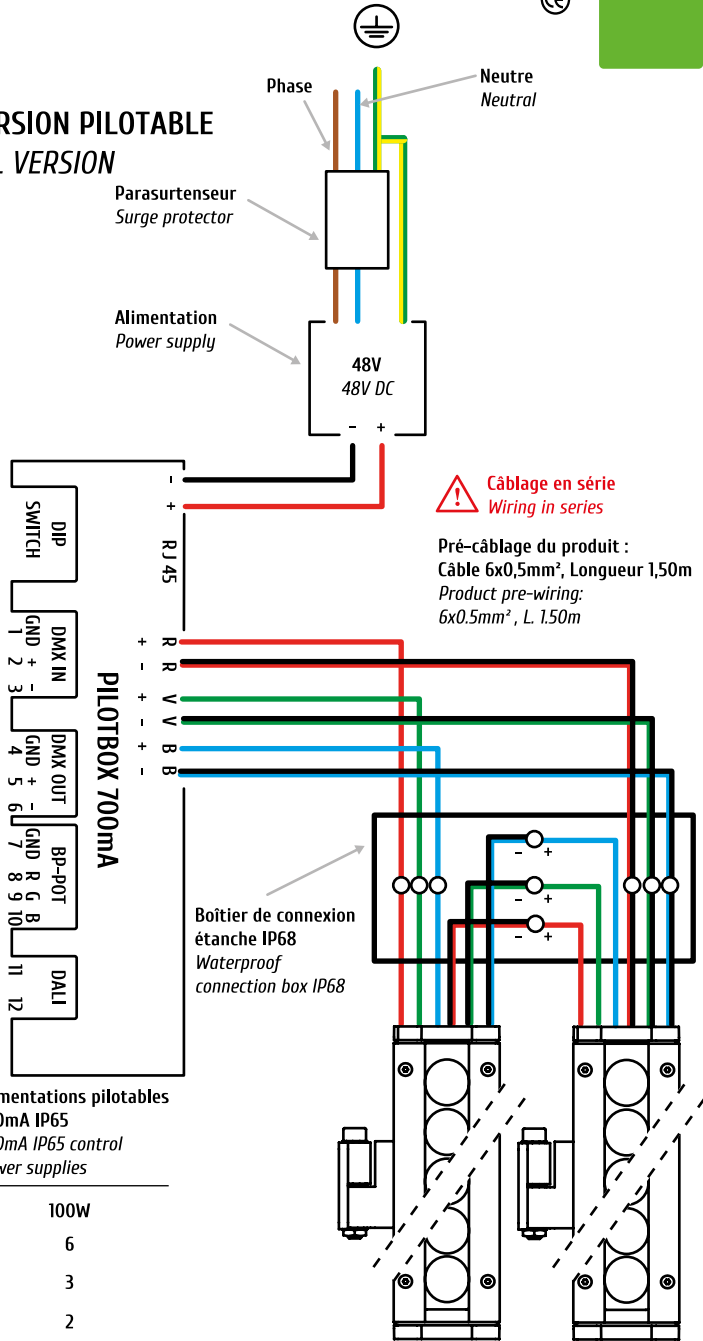 Phase
Neutre
Neutral
RSION PILOTABLE
VERSION
Parasurtenseur
Surge protector
Alimentation
Power supply
48V
48V DC
- +
-
+
RJ45
DIP
SWITCH
DMX IN
GND + -
1 2 3
DMX OUT
GND + -
4 5 6
BP-POT
GND R G B
7 8 9 10
DALI
11 12
PILOTBOX 700mA
+ R
- R
+ V
- V
+ B
- B
Câblage en série
Wiring in series
Pré-câblage du produit :
Câble 6x0,5mm², Longueur 1,50m
Product pre-wiring:
6x0.5mm² , L. 1.50m
- +
- +
- +
Boîtier de connexion
étanche IP68
Waterproof
connection box IP68
mentations pilotables
0mA IP65
0mA IP65 control
wer supplies
100W
6
3
2